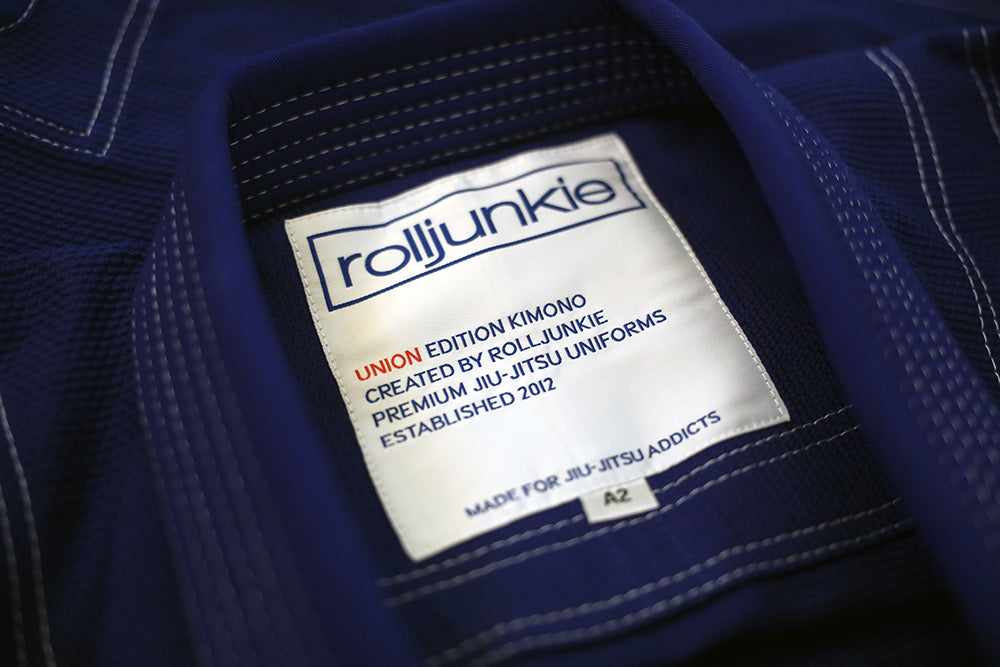 rolljunkie
UNION EDITION KIMONO
CREATED BY ROLLJUNKIE
PREMIUM JIU-JITSU UNIFORMS
ESTABLISHED 2012
MADE FOR JIU-JITSU ADDICTS
A2